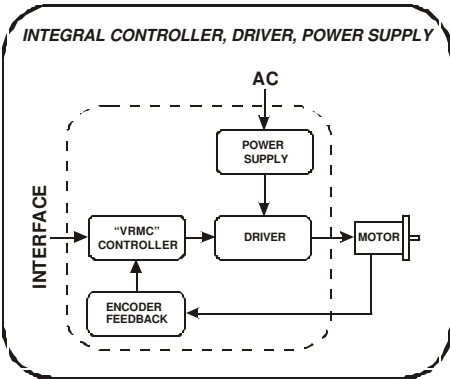 INTEGRAL CONTROLLER, DRIVER, POWER SUPPLY
AC
POWER
SUPPLY
INTERFACE
“VRMC”
CONTROLLER
DRIVER
MOTOR
ENCODER
FEEDBACK